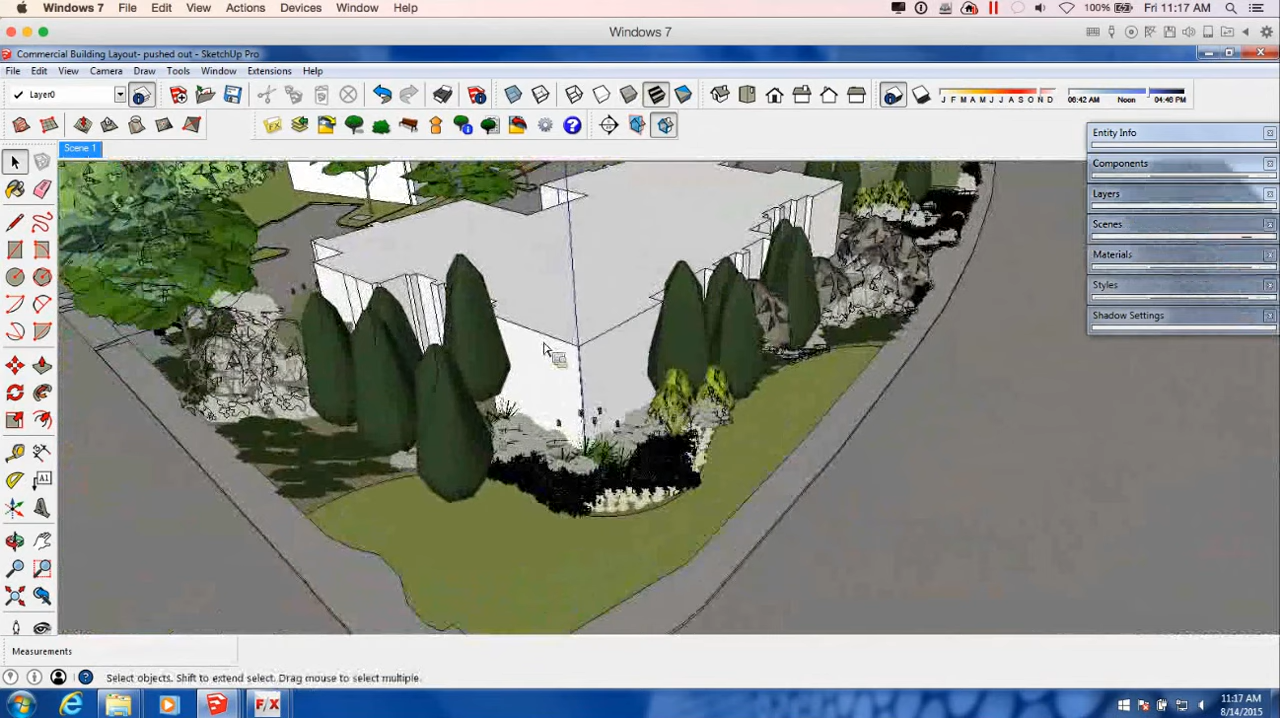 Windows 7 File Edit View Actions Devices Window Help 100% Fri 11:17 AM
Windows 7
Commercial Building Layout- pushed out - SketchUp Pro
File Edit View Camera Draw Tools Window Extensions Help
Layer0 J F M A M J J A S O N D 06:42 AM Noon 04:46 PM
Scene 1
Entity Info
Components
Layers
Scenes
Materials
Styles
Shadow Settings
A1
Measurements
Select objects. Shift to extend select. Drag mouse to select multiple.
F/X
11:17 AM
8/14/2015